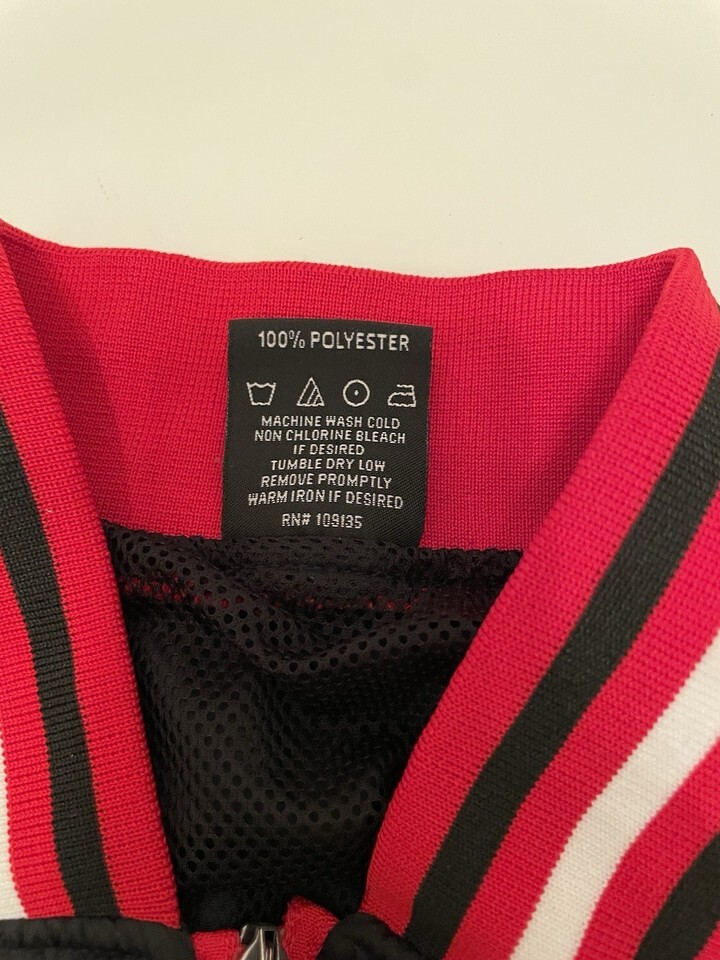 100% POLYESTER
MACHINE WASH COLD
NON CHLORINE BLEACH
IF DESIRED
TUMBLE DRY LOW
REMOVE PROMPTLY
WARM IRON IF DESIRED
RN# 109135